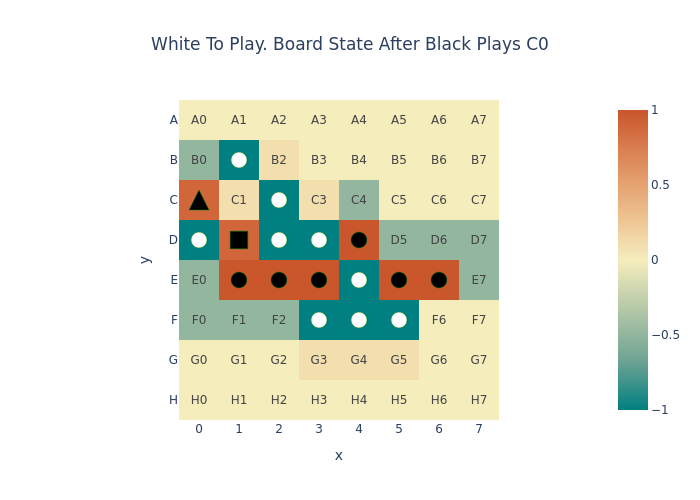 White To Play. Board State After Black Plays C0
A A0 A1 A2 A3 A4 A5 A6 A7
B B0 B2 B3 B4 B5 B6 B7
C C1 C3 C4 C5 C6 C7
D D5 D6 D7
E E0 E7
F F0 F1 F2 F6 F7
G G0 G1 G2 G3 G4 G5 G6 G7
H H0 H1 H2 H3 H4 H5 H6 H7
0 1 2 3 4 5 6 7
x
y
1
0.5
0
−0.5
−1